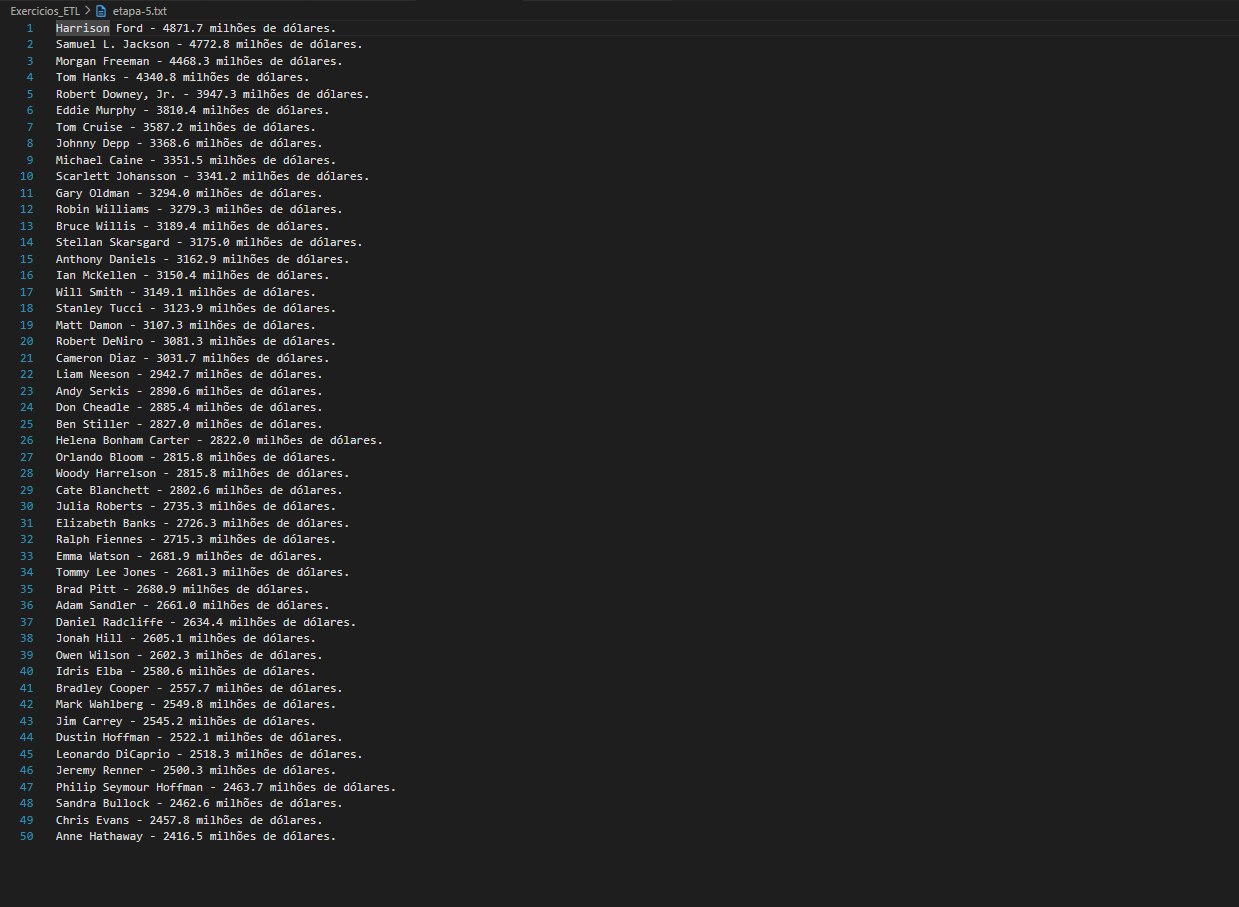 Exercicios_ETL > etapa-5.txt
1 Harrison Ford - 4871.7 milhões de dólares.
2 Samuel L. Jackson - 4772.8 milhões de dólares.
3 Morgan Freeman - 4468.3 milhões de dólares.
4 Tom Hanks - 4340.8 milhões de dólares.
5 Robert Downey, Jr. - 3947.3 milhões de dólares.
6 Eddie Murphy - 3810.4 milhões de dólares.
7 Tom Cruise - 3587.2 milhões de dólares.
8 Johnny Depp - 3368.6 milhões de dólares.
9 Michael Caine - 3351.5 milhões de dólares.
10 Scarlett Johansson - 3341.2 milhões de dólares.
11 Gary Oldman - 3294.0 milhões de dólares.
12 Robin Williams - 3279.3 milhões de dólares.
13 Bruce Willis - 3189.4 milhões de dólares.
14 Stellan Skarsgard - 3175.0 milhões de dólares.
15 Anthony Daniels - 3162.9 milhões de dólares.
16 Ian McKellen - 3150.4 milhões de dólares.
17 Will Smith - 3149.1 milhões de dólares.
18 Stanley Tucci - 3123.9 milhões de dólares.
19 Matt Damon - 3107.3 milhões de dólares.
20 Robert DeNiro - 3081.3 milhões de dólares.
21 Cameron Diaz - 3031.7 milhões de dólares.
22 Liam Neeson - 2942.7 milhões de dólares.
23 Andy Serkis - 2890.6 milhões de dólares.
24 Don Cheadle - 2885.4 milhões de dólares.
25 Ben Stiller - 2827.0 milhões de dólares.
26 Helena Bonham Carter - 2822.0 milhões de dólares.
27 Orlando Bloom - 2815.8 milhões de dólares.
28 Woody Harrelson - 2815.8 milhões de dólares.
29 Cate Blanchett - 2802.6 milhões de dólares.
30 Julia Roberts - 2735.3 milhões de dólares.
31 Elizabeth Banks - 2726.3 milhões de dólares.
32 Ralph Fiennes - 2715.3 milhões de dólares.
33 Emma Watson - 2681.9 milhões de dólares.
34 Tommy Lee Jones - 2681.3 milhões de dólares.
35 Brad Pitt - 2680.9 milhões de dólares.
36 Adam Sandler - 2661.0 milhões de dólares.
37 Daniel Radcliffe - 2634.4 milhões de dólares.
38 Jonah Hill - 2605.1 milhões de dólares.
39 Owen Wilson - 2602.3 milhões de dólares.
40 Idris Elba - 2580.6 milhões de dólares.
41 Bradley Cooper - 2557.7 milhões de dólares.
42 Mark Wahlberg - 2549.8 milhões de dólares.
43 Jim Carrey - 2545.2 milhões de dólares.
44 Dustin Hoffman - 2522.1 milhões de dólares.
45 Leonardo DiCaprio - 2518.3 milhões de dólares.
46 Jeremy Renner - 2500.3 milhões de dólares.
47 Philip Seymour Hoffman - 2463.7 milhões de dólares.
48 Sandra Bullock - 2462.6 milhões de dólares.
49 Chris Evans - 2457.8 milhões de dólares.
50 Anne Hathaway - 2416.5 milhões de dólares.